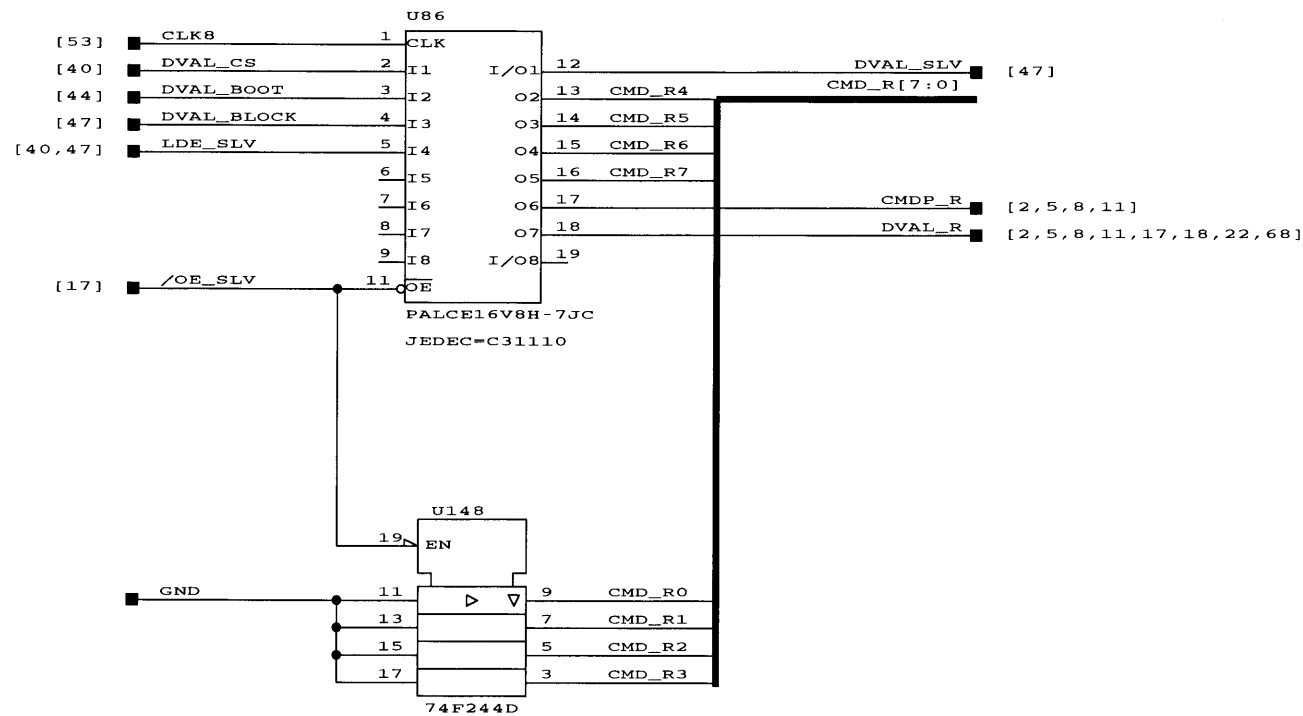 U86
[53] CLK8 1 CLK
[40] DVAL_CS 2 I1 I/O1 12 DVAL_SLV [47]
[44] DVAL_BOOT 3 I2 O2 13 CMD_R4 CMD_R[7:0]
[47] DVAL_BLOCK 4 I3 O3 14 CMD_R5
[40,47] LDE_SLV 5 I4 O4 15 CMD_R6
6 I5 O5 16 CMD_R7
7 I6 O6 17 CMDP_R [2,5,8,11]
8 I7 O7 18 DVAL_R [2,5,8,11,17,18,22,68]
9 I8 I/O8 19
[17] /OE_SLV 11 OE
PALCE16V8H-7JC
JEDEC=C31110
U148
19 EN
GND 11 9 CMD_R0
13 7 CMD_R1
15 5 CMD_R2
17 3 CMD_R3
74F244D